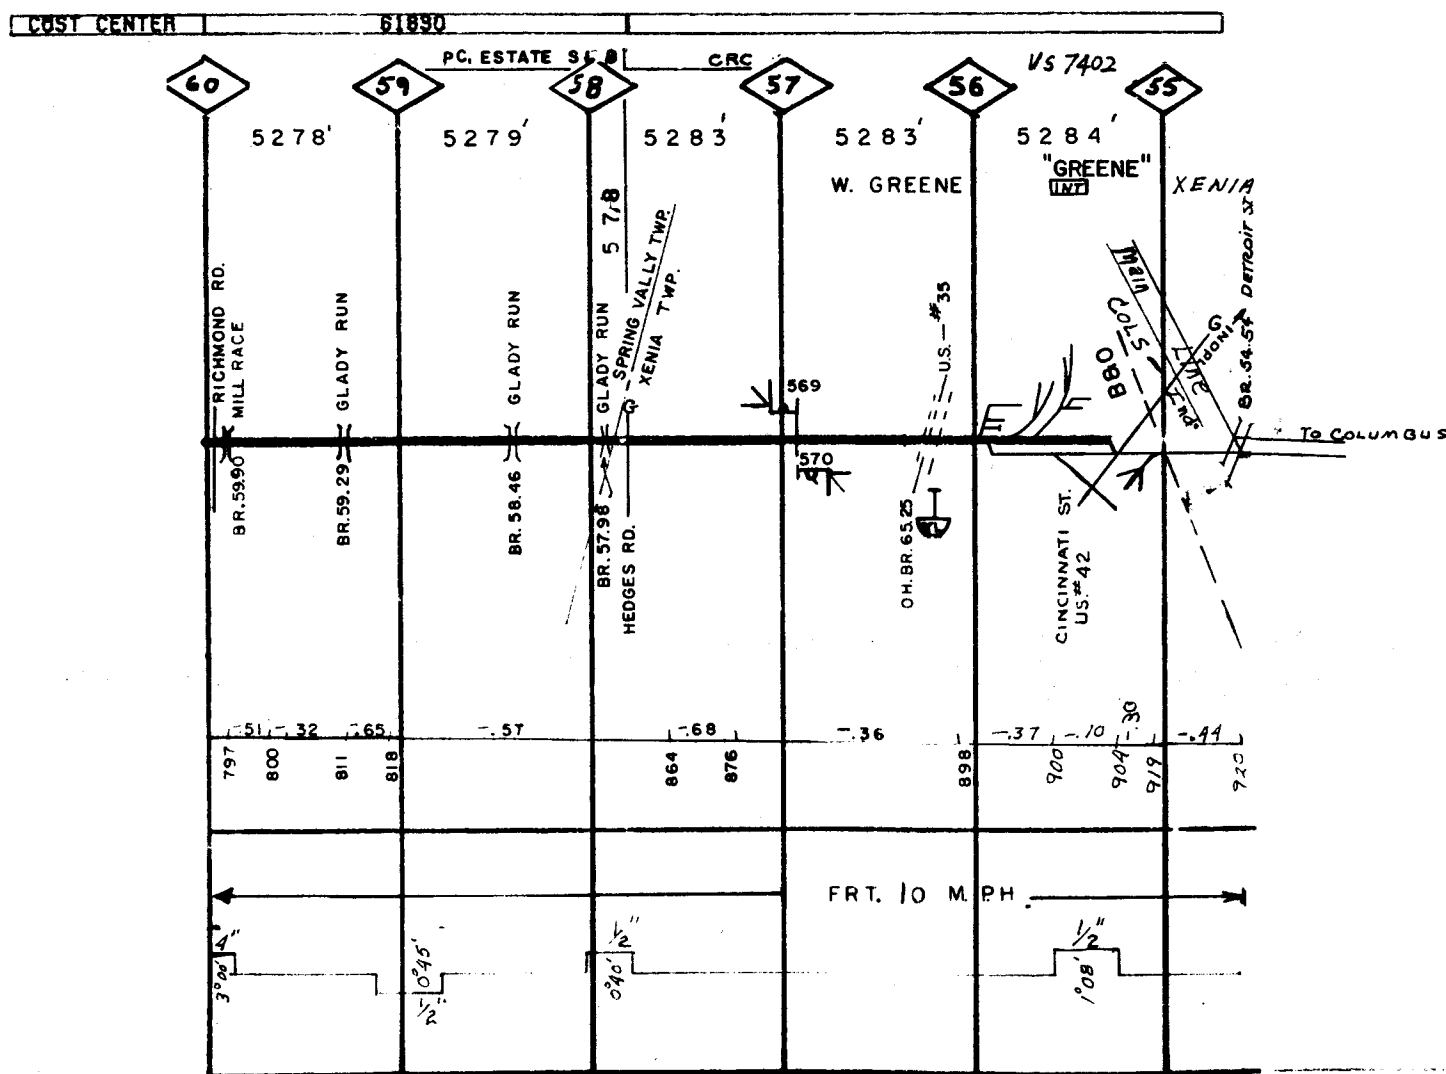 COST CENTER 61890
PC. ESTATE
CRC
VS 7402
60 59 58 57 56 55
5278' 5279' 5283' 5283' 5284'
W. GREENE
"GREENE"
INT
XENIA
RICHMOND RD.
MILL RACE
BR.59.90
GLADY RUN
BR.59.29
GLADY RUN
BR.58.46
GLADY RUN
BR.57.98
5 7.8
SPRING VALLY TWP.
XENIA TWP.
G
HEDGES RD.
569
570
U.S.-#35
OH.BR.65.25
MAIN VIEW
COLS
B&O
LINE
G
CINCINNATI ST.
US.#42
BR.54.54 DETROIT ST
TO COLUMBUS
-.51 -.32 -.65 -.57 -.68 -.36 -.37 -.10 -.30 -.44
797 800 811 818 864 876 898 900 904 919 920
FRT. 10 M.P.H.
4" 3°00'
0°45' 1/2"
1/2" 0°40'
1/2" 1°08'